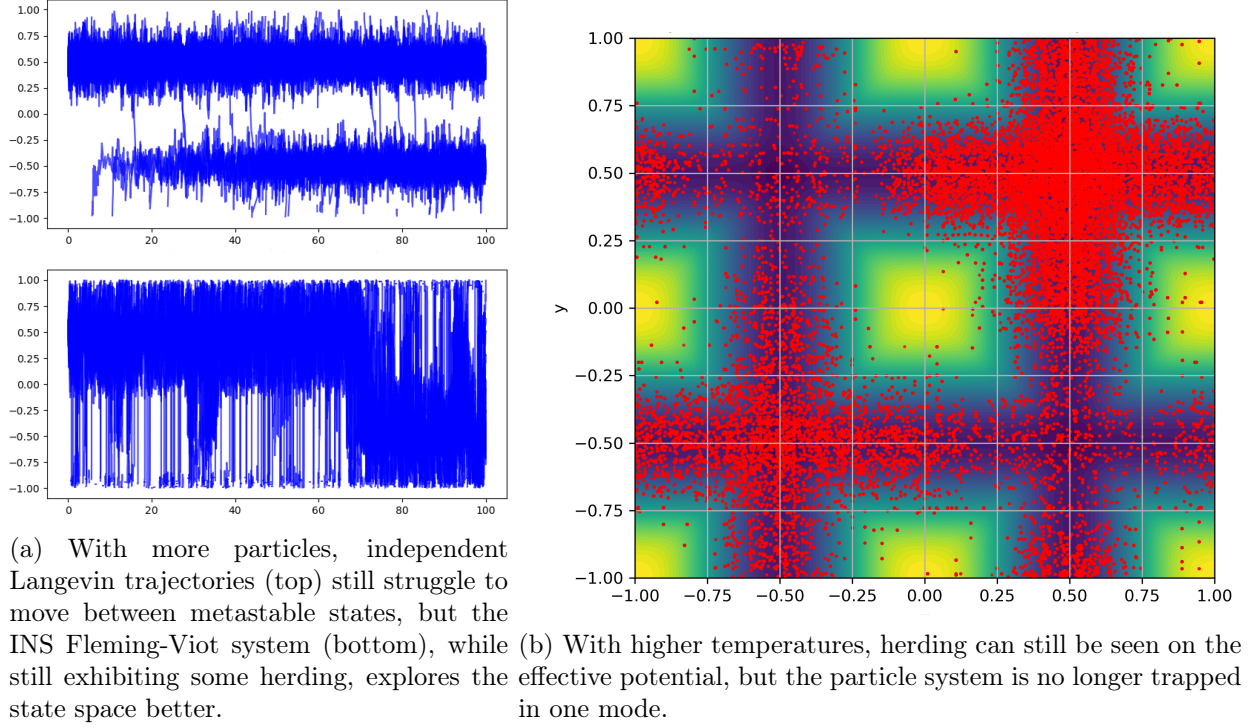 1.00
0.75
0.50
0.25
0.00
−0.25
−0.50
−0.75
−1.00
0 20 40 60 80 100
1.00
0.75
0.50
0.25
0.00
−0.25
−0.50
−0.75
−1.00
0 20 40 60 80 100
(a) With more particles, independent
Langevin trajectories (top) still struggle to
move between metastable states, but the
INS Fleming-Viot system (bottom), while
still exhibiting some herding, explores the
state space better.
1.00
0.75
0.50
0.25
y
0.00
−0.25
−0.50
−0.75
−1.00
−1.00 −0.75 −0.50 −0.25 0.00 0.25 0.50 0.75 1.00
(b) With higher temperatures, herding can still be seen on the
effective potential, but the particle system is no longer trapped
in one mode.